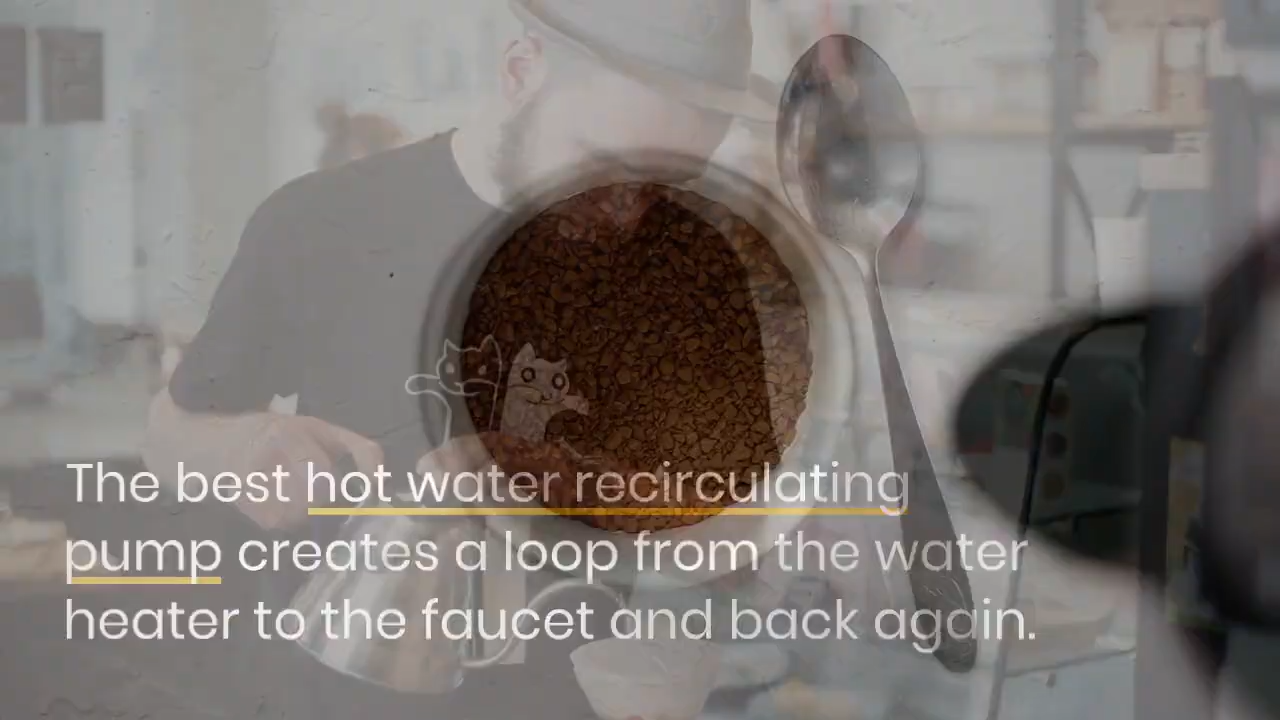 The best hot water recirculating
pump creates a loop from the water
heater to the faucet and back again.